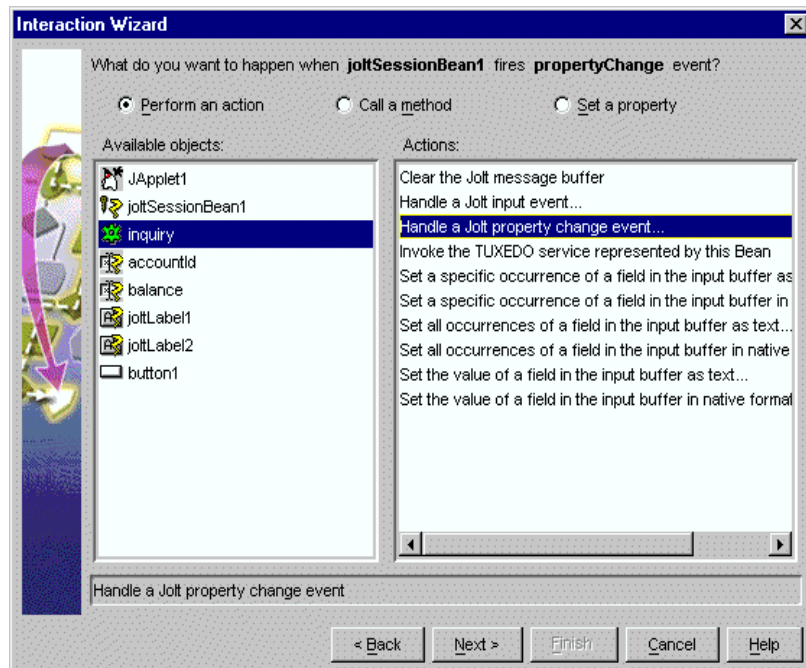 Interaction Wizard
What do you want to happen when joltSessionBean1 fires propertyChange event?
Perform an action
Call a method
Set a property
Available objects:
JApplet1
joltSessionBean1
inquiry
accountId
balance
joltLabel1
joltLabel2
button1
Actions:
Clear the Jolt message buffer
Handle a Jolt input event...
Handle a Jolt property change event...
Invoke the TUXEDO service represented by this Bean
Set a specific occurrence of a field in the input buffer as
Set a specific occurrence of a field in the input buffer in
Set all occurrences of a field in the input buffer as text...
Set all occurrences of a field in the input buffer in native
Set the value of a field in the input buffer as text...
Set the value of a field in the input buffer in native format
Handle a Jolt property change event
< Back
Next >
Finish
Cancel
Help